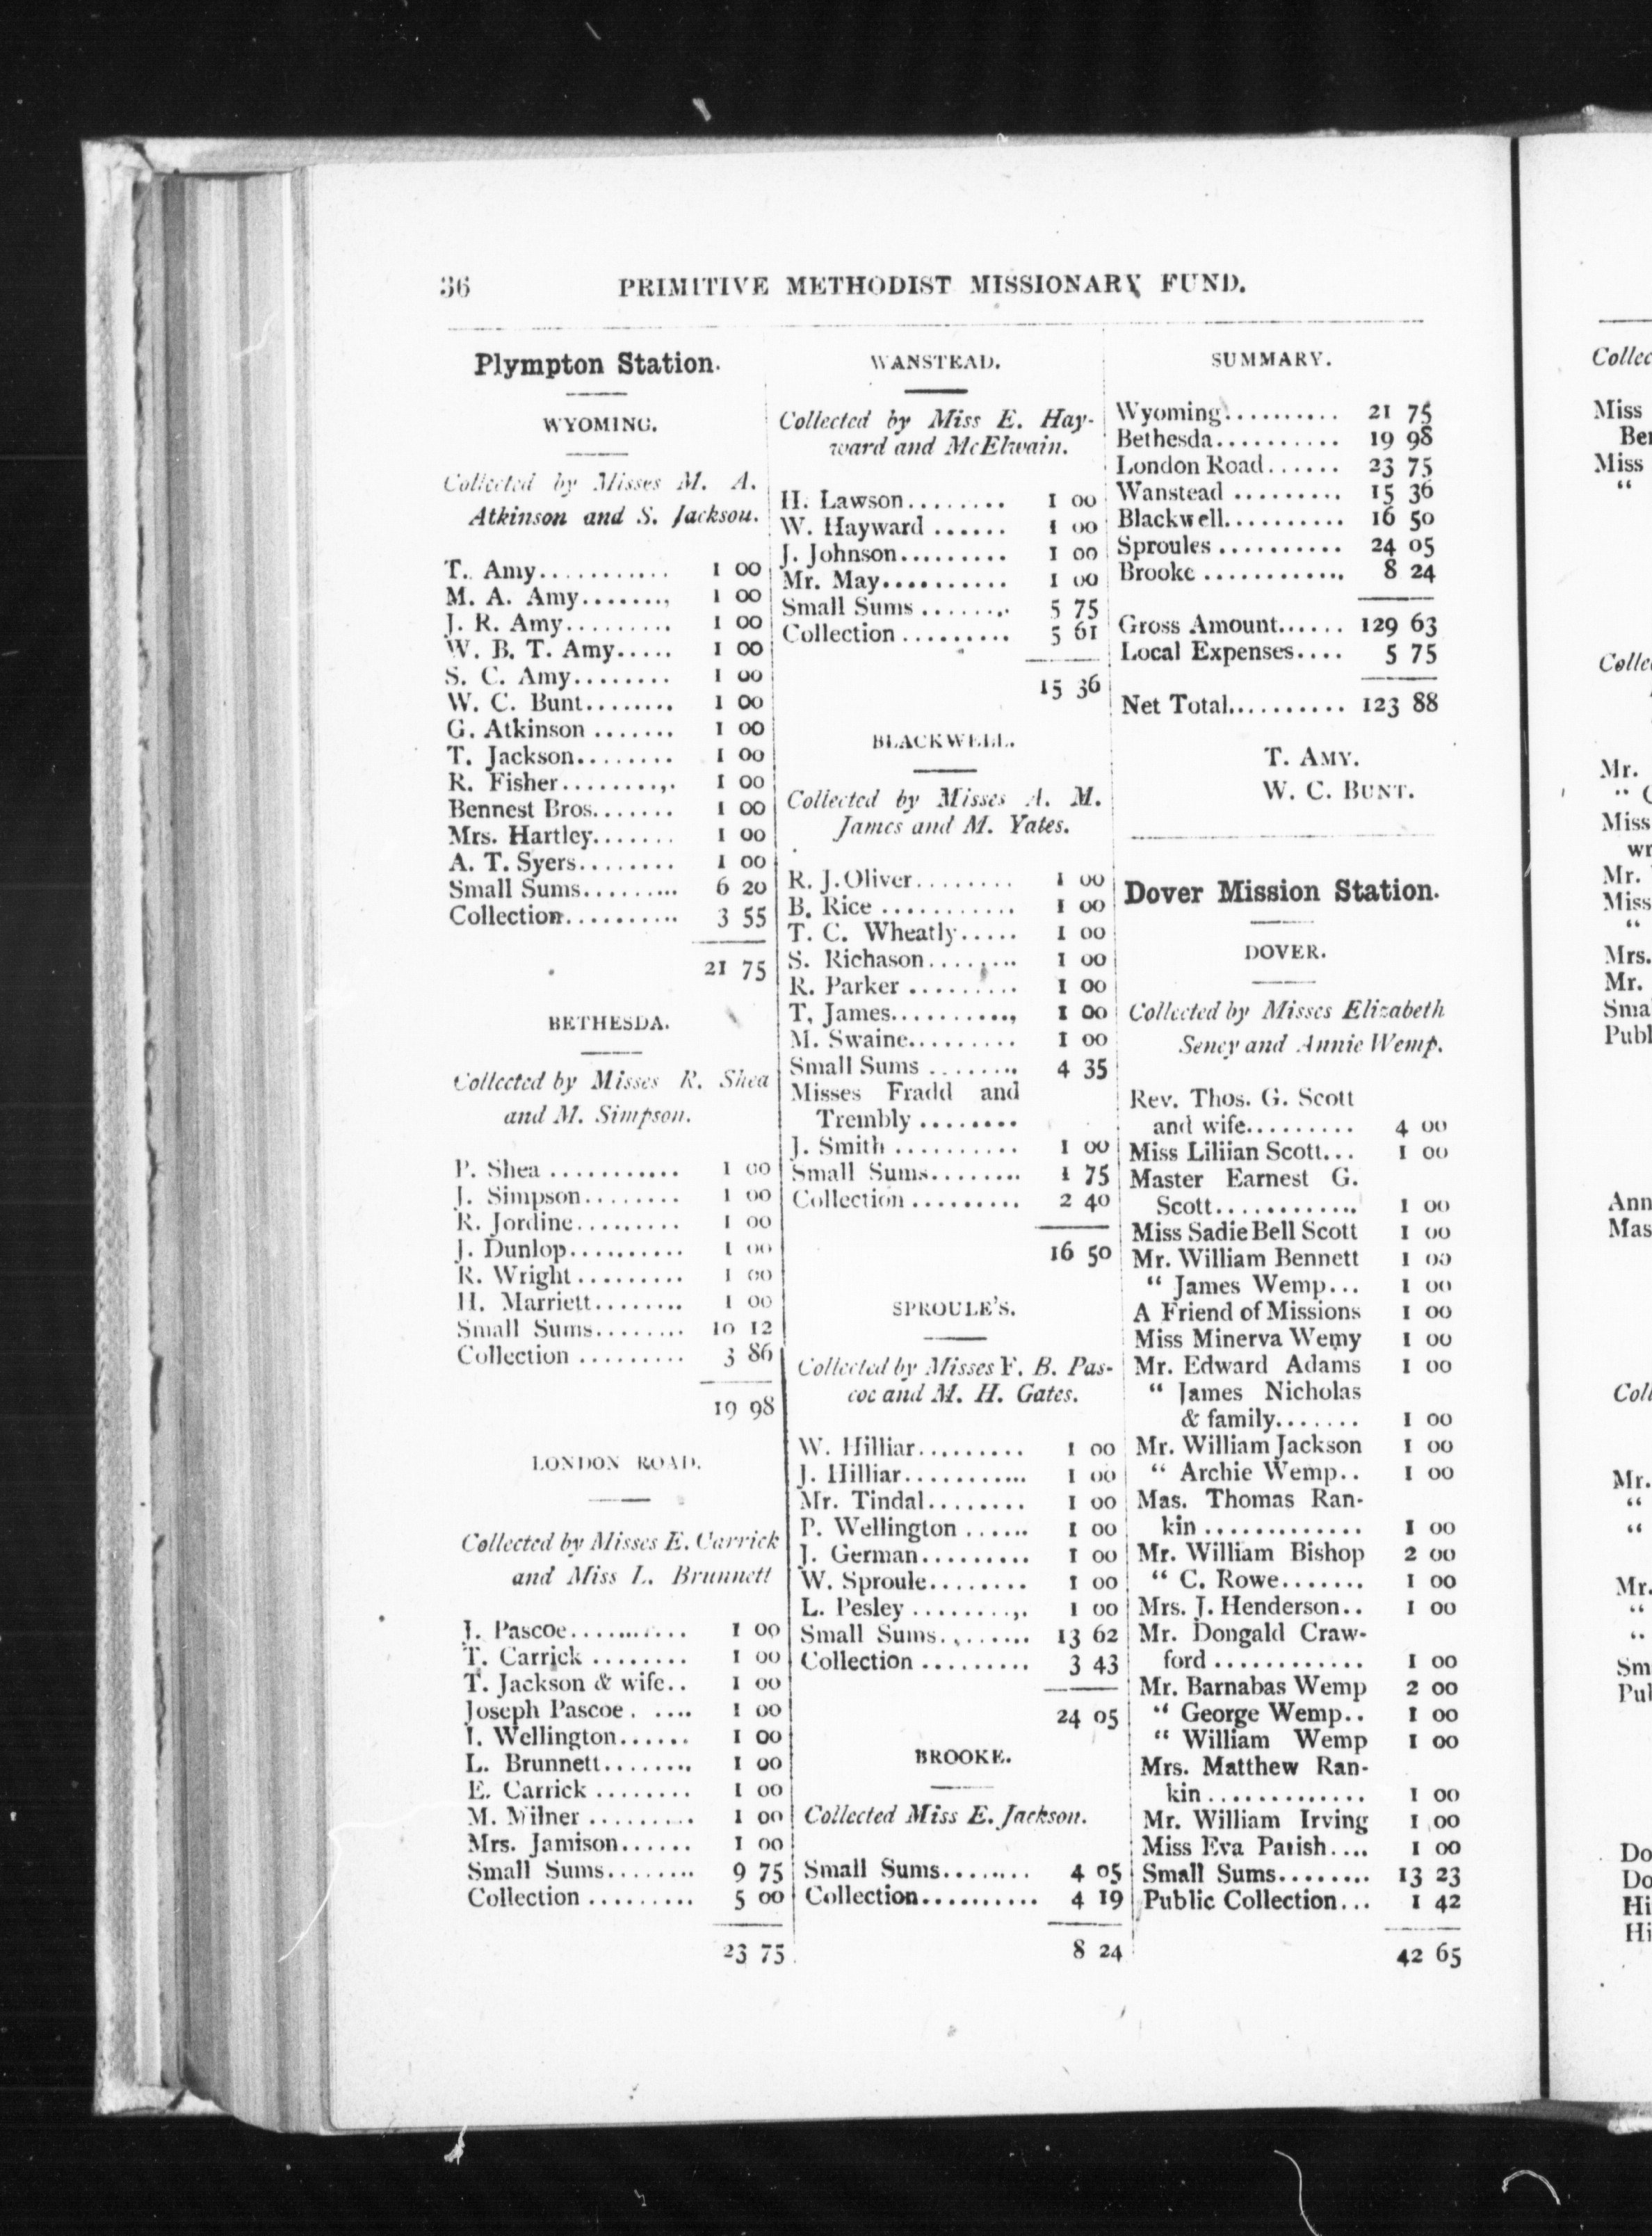 36 PRIMITIVE METHODIST MISSIONARY FUND.
Plympton Station.
WYOMING.
Collected by Misses M. A.
Atkinson and S. Jackson.
T. Amy........... 1 00
M. A. Amy......., 1 00
J. R. Amy......... 1 00
W. B. T. Amy..... 1 00
S. C. Amy........ 1 00
W. C. Bunt........ 1 00
G. Atkinson ....... 1 00
T. Jackson........ 1 00
R. Fisher........,. 1 00
Bennest Bros....... 1 00
Mrs. Hartley....... 1 00
A. T. Syers........ 1 00
Small Sums......... 6 20
Collection.......... 3 55
21 75
BETHESDA.
Collected by Misses R. Shea
and M. Simpson.
P. Shea ........... 1 00
J. Simpson........ 1 00
R. Jordine......... 1 00
J. Dunlop.......... 1 00
R. Wright ......... 1 00
H. Marriett........ 1 00
Small Sums........ 10 12
Collection ......... 3 86
19 98
LONDON ROAD.
Collected by Misses E. Carrick
and Miss L. Brunnett
J. Pascoe.......... 1 00
T. Carrick ........ 1 00
T. Jackson & wife.. 1 00
Joseph Pascoe. .... 1 00
I. Wellington...... 1 00
L. Brunnett........ 1 00
E. Carrick ........ 1 00
M. Milner .......... 1 00
Mrs. Jamison...... 1 00
Small Sums........ 9 75
Collection ......... 5 00
23 75
WANSTEAD.
Collected by Miss E. Hay-
ward and McElwain.
H. Lawson........ 1 00
W. Hayward ...... 1 00
J. Johnson......... 1 00
Mr. May........... 1 00
Small Sums ........ 5 75
Collection ......... 5 61
15 36
BLACKWELL.
Collected by Misses A. M.
James and M. Yates.
R. J. Oliver........ 1 00
B. Rice ........... 1 00
T. C. Wheatly..... 1 00
S. Richason........ 1 00
R. Parker ......... 1 00
T, James.........., 1 00
M. Swaine......... 1 00
Small Sums ........ 4 35
Misses Fradd and
Trembly ........
J. Smith .......... 1 00
Small Sums........ 1 75
Collection ......... 2 40
16 50
SPROULE'S.
Collected by Misses F. B. Pas-
coe and M. H. Gates.
W. Hilliar......... 1 00
J. Hilliar........... 1 00
Mr. Tindal........ 1 00
P. Wellington ...... 1 00
J. German......... 1 00
W. Sproule........ 1 00
L. Pesley ........,. 1 00
Small Sums......... 13 62
Collection ......... 3 43
24 05
BROOKE.
Collected Miss E. Jackson.
Small Sums........ 4 05
Collection.......... 4 19
8 24
SUMMARY.
Wyoming.......... 21 75
Bethesda.......... 19 98
London Road...... 23 75
Wanstead ......... 15 36
Blackwell.......... 16 50
Sproules .......... 24 05
Brooke ............ 8 24
Gross Amount...... 129 63
Local Expenses.... 5 75
Net Total.......... 123 88
T. AMY.
W. C. BUNT.
Dover Mission Station.
DOVER.
Collected by Misses Elizabeth
Seney and Annie Wemp.
Rev. Thos. G. Scott
and wife......... 4 00
Miss Liliian Scott... 1 00
Master Earnest G.
Scott............ 1 00
Miss Sadie Bell Scott 1 00
Mr. William Bennett 1 00
“ James Wemp... 1 00
A Friend of Missions 1 00
Miss Minerva Wemy 1 00
Mr. Edward Adams 1 00
“ James Nicholas
& family....... 1 00
Mr. William Jackson 1 00
“ Archie Wemp.. 1 00
Mas. Thomas Ran-
kin ............. 1 00
Mr. William Bishop 2 00
“ C. Rowe....... 1 00
Mrs. J. Henderson.. 1 00
Mr. Dongald Craw-
ford ............ 1 00
Mr. Barnabas Wemp 2 00
“ George Wemp.. 1 00
“ William Wemp 1 00
Mrs. Matthew Ran-
kin ............. 1 00
Mr. William Irving 1 00
Miss Eva Parish.... 1 00
Small Sums........ 13 23
Public Collection... 1 42
42 65
Miss
Miss
“
Mr.
Miss
Mr.
Miss
“
Mrs.
Mr.
Mr.
“
“
Mr.
“
“